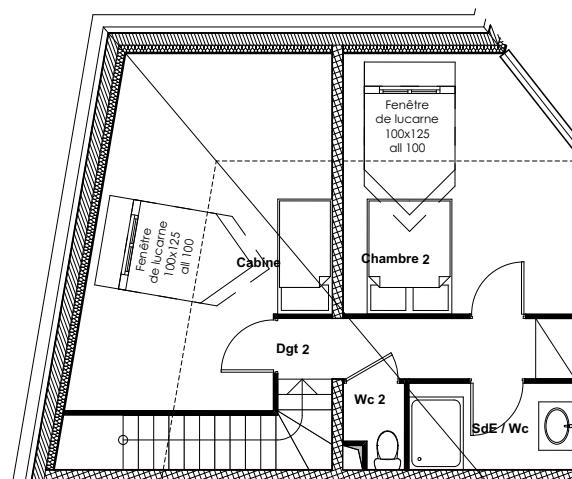 Fenêtre
de lucarne
100x125
all 100
Fenêtre
de lucarne
100x125
all 100
Cabine
Chambre 2
Dgt 2
Wc 2
SdE / Wc